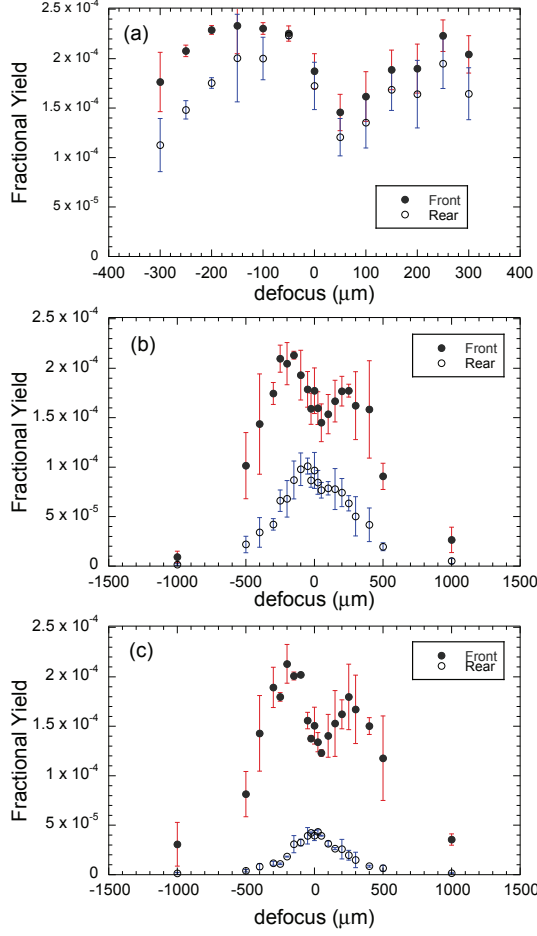 (a)
Fractional Yield
2.5 x 10⁻⁴
2 x 10⁻⁴
1.5 x 10⁻⁴
1 x 10⁻⁴
5 x 10⁻⁵
0
Front
Rear
-400 -300 -200 -100 0 100 200 300 400
defocus (μm)
(b)
Fractional Yield
2.5 x 10⁻⁴
2 x 10⁻⁴
1.5 x 10⁻⁴
1 x 10⁻⁴
5 x 10⁻⁵
0
Front
Rear
-1500 -1000 -500 0 500 1000 1500
defocus (μm)
(c)
Fractional Yield
2.5 x 10⁻⁴
2 x 10⁻⁴
1.5 x 10⁻⁴
1 x 10⁻⁴
5 x 10⁻⁵
0
Front
Rear
-1500 -1000 -500 0 500 1000 1500
defocus (μm)